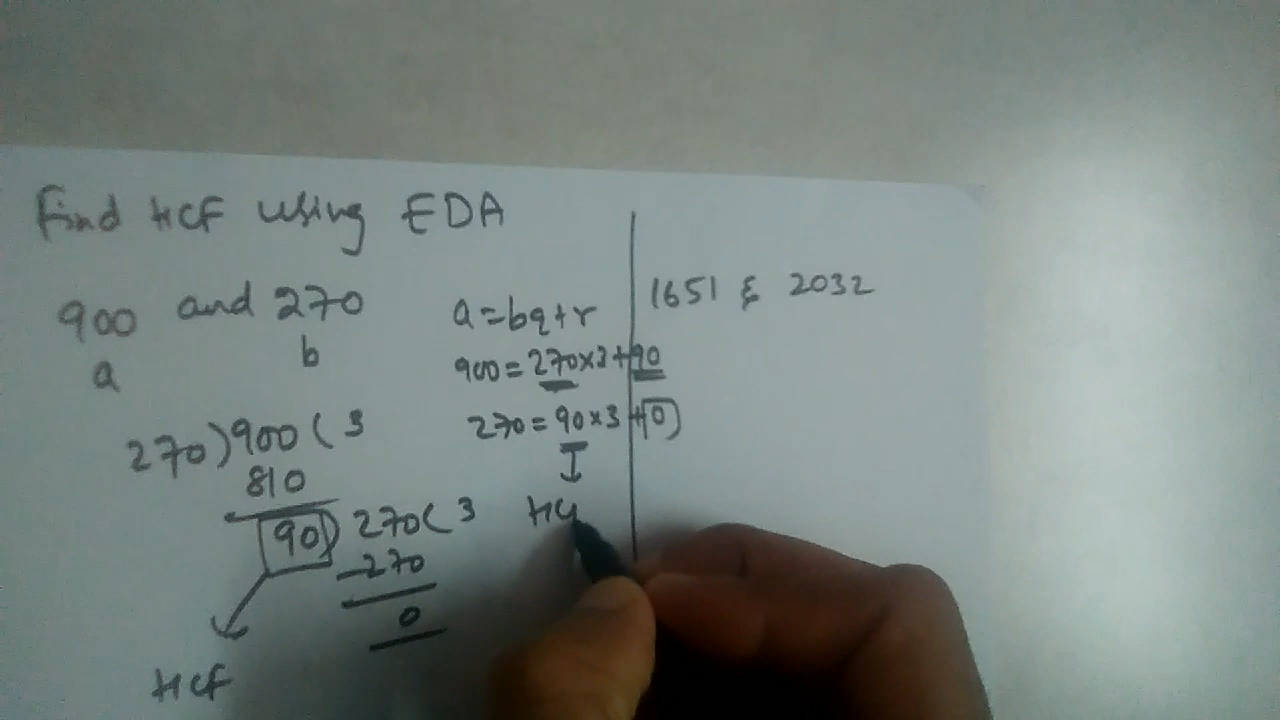 Find HCF using EDA
900 and 270
a b
270)900(3
810
90)270(3
-270
0
HCF
a=bq+r
900=270×3+90
270=90×3+0
HC
1651 & 2032